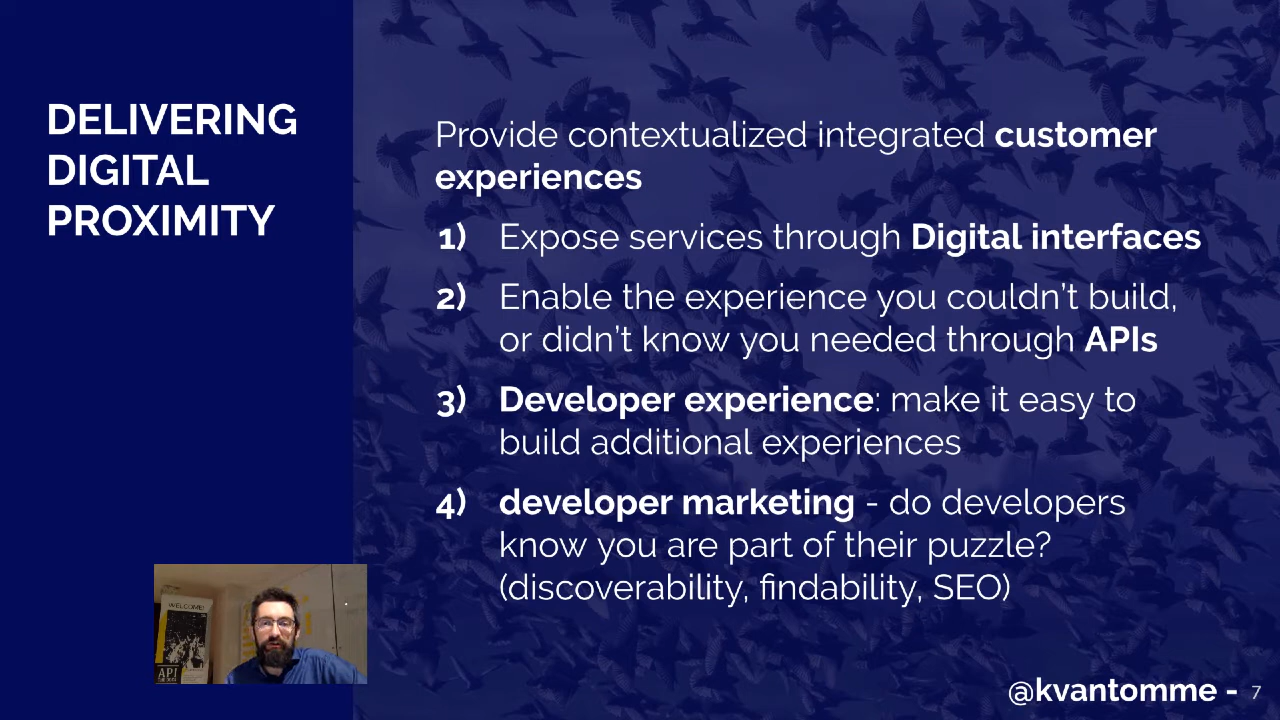 DELIVERING
DIGITAL
PROXIMITY
Provide contextualized integrated customer
experiences
1) Expose services through Digital interfaces
2) Enable the experience you couldn't build,
or didn't know you needed through APIs
3) Developer experience: make it easy to
build additional experiences
4) developer marketing - do developers
know you are part of their puzzle?
(discoverability, findability, SEO)
WELCOME!
API
@kvantomme - 7